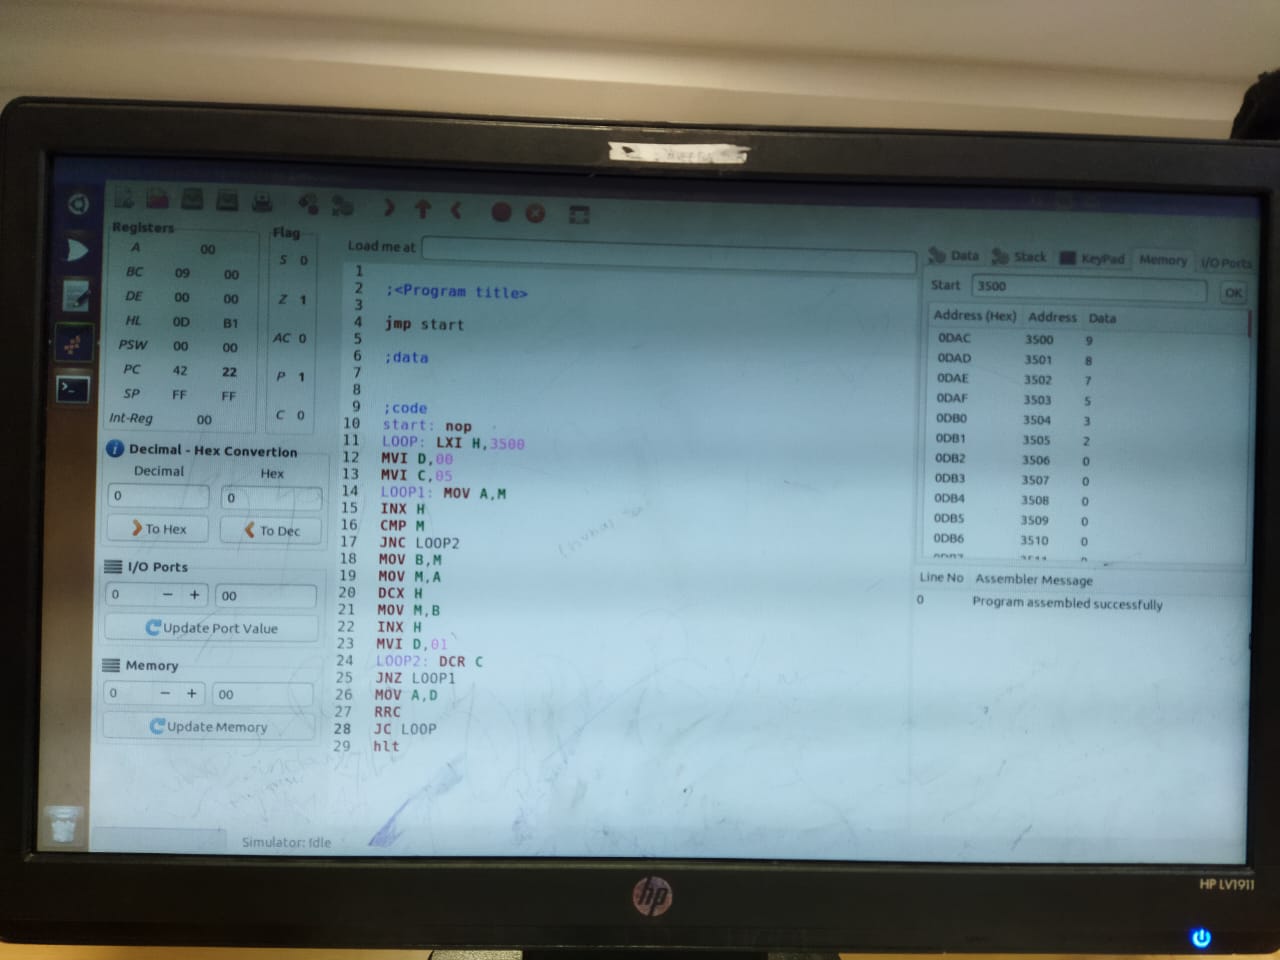 Registers
A 00
BC 09 00
DE 00 00
HL 0D B1
PSW 00 00
PC 42 22
SP FF FF
Int-Reg 00
Flag
S 0
Z 1
AC 0
P 1
C 0
Decimal - Hex Convertion
Decimal Hex
0 0
To Hex To Dec
I/O Ports
0 − + 00
Update Port Value
Memory
0 − + 00
Update Memory
Simulator: Idle
Load me at
1
2 ;<Program title>
3
4 jmp start
5
6 ;data
7
8
9 ;code
10 start: nop
11 LOOP: LXI H,3500
12 MVI D,00
13 MVI C,05
14 LOOP1: MOV A,M
15 INX H
16 CMP M
17 JNC LOOP2
18 MOV B,M
19 MOV M,A
20 DCX H
21 MOV M,B
22 INX H
23 MVI D,01
24 LOOP2: DCR C
25 JNZ LOOP1
26 MOV A,D
27 RRC
28 JC LOOP
29 hlt
Data Stack KeyPad Memory I/O Ports
Start 3500 OK
Address (Hex) Address Data
0DAC 3500 9
0DAD 3501 8
0DAE 3502 7
0DAF 3503 5
0DB0 3504 3
0DB1 3505 2
0DB2 3506 0
0DB3 3507 0
0DB4 3508 0
0DB5 3509 0
0DB6 3510 0
Line No Assembler Message
0 Program assembled successfully
hp
HP LV1911